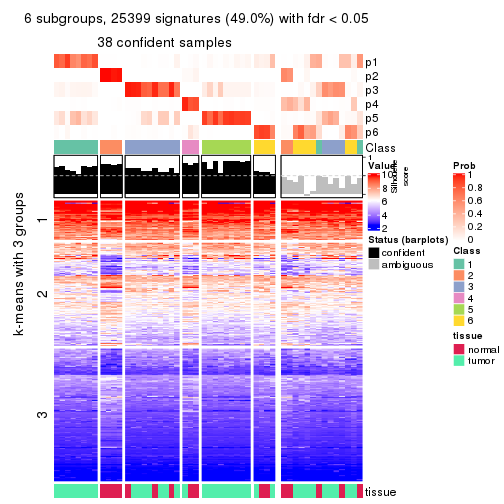 6 subgroups, 25399 signatures (49.0%) with fdr < 0.05
38 confident samples
p1
p2
p3
p4
p5
p6
Class
1
Silhouette
score
k-means with 3 groups
1
2
3
tissue
Value
10
8
6
4
2
Status (barplots)
confident
ambiguous
Prob
1
0.8
0.6
0.4
0.2
0
Class
1
2
3
4
5
6
tissue
normal
tumor